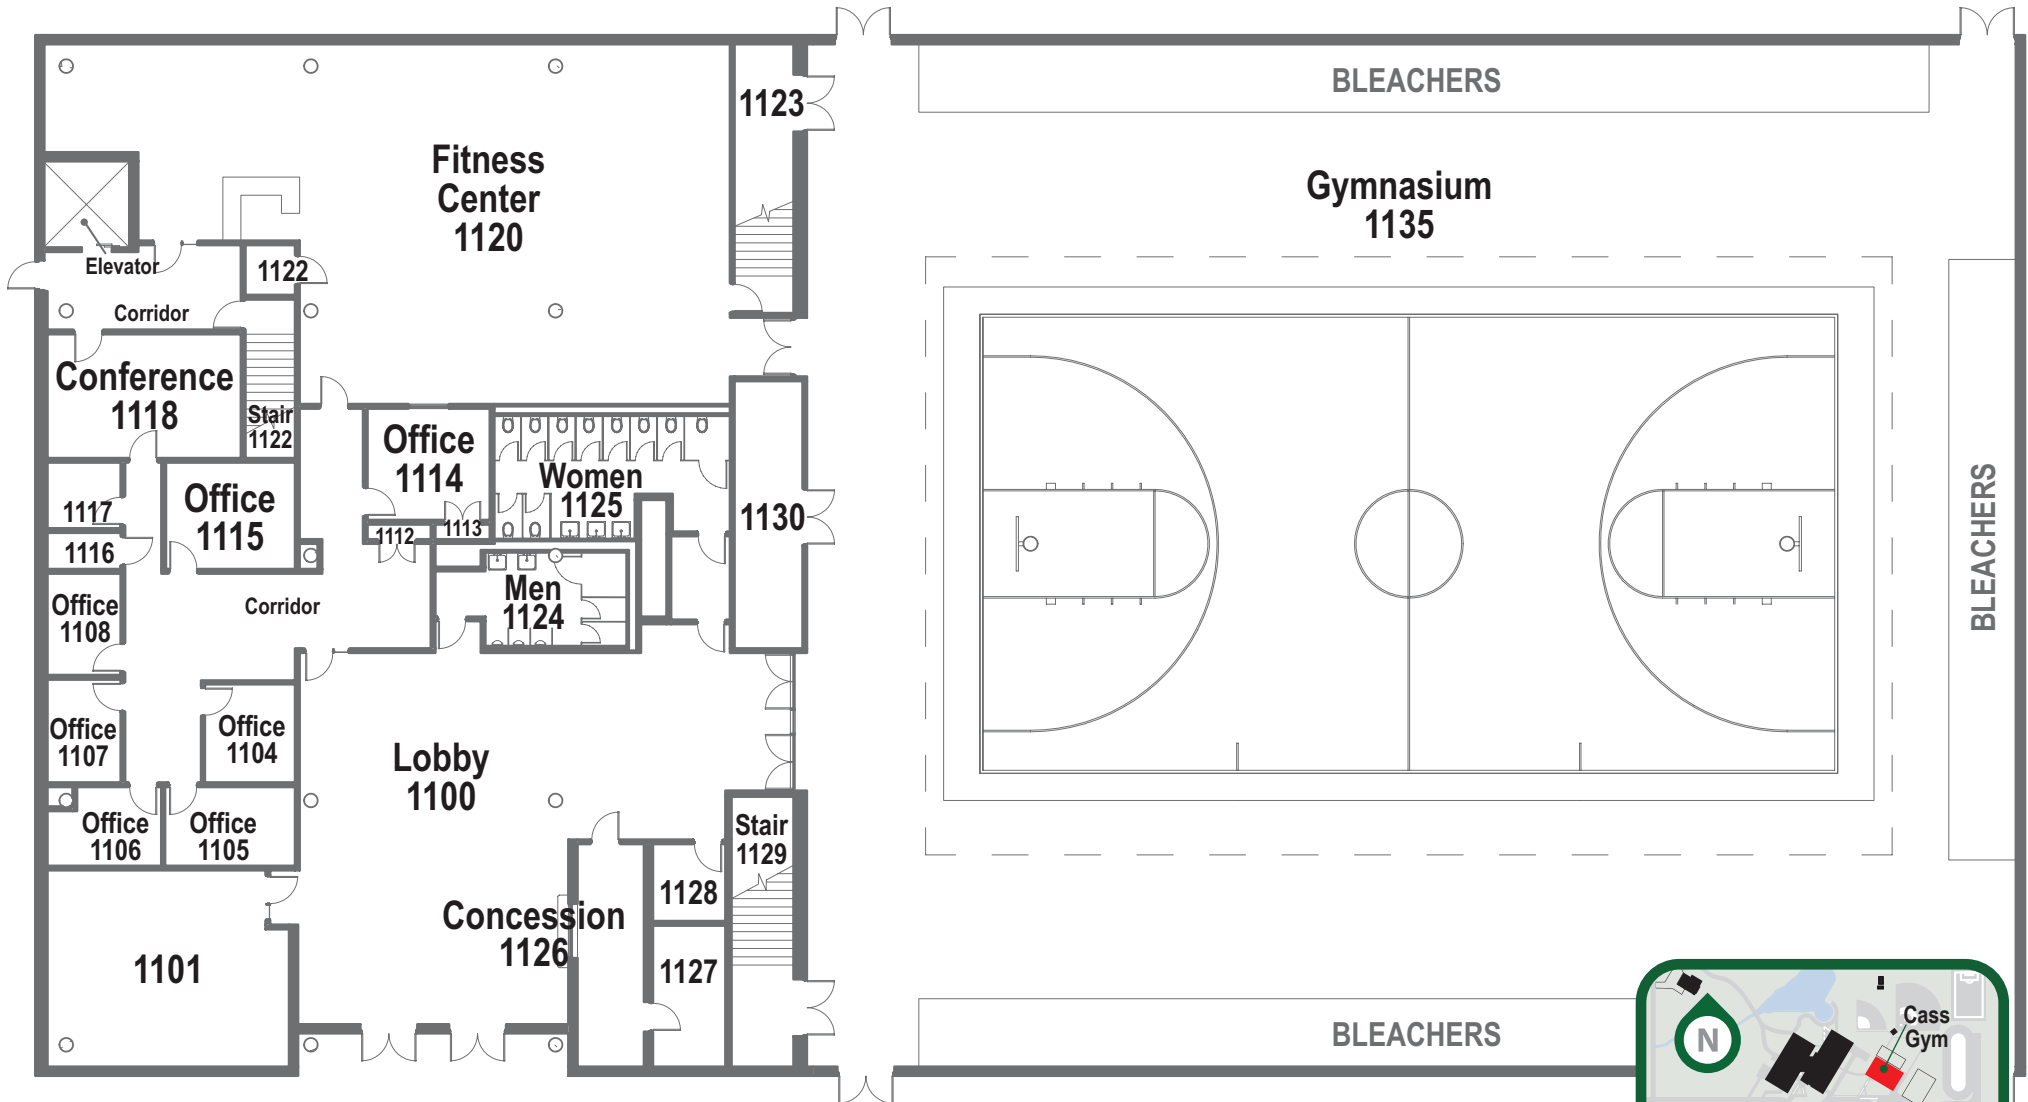 BLEACHERS
1123
Fitness
Center
1120
Gymnasium
1135
Elevator
1122
Corridor
Conference
1118
Stair
1122
Office
1114
Women
1125
Office
1115
1117
1116
1112
1113
1130
BLEACHERS
Men
1124
Office
1108
Corridor
Office
1107
Office
1104
Lobby
1100
Office
1106
Office
1105
Stair
1129
1128
Concession
1126
1127
1101
BLEACHERS
N
Cass
Gym